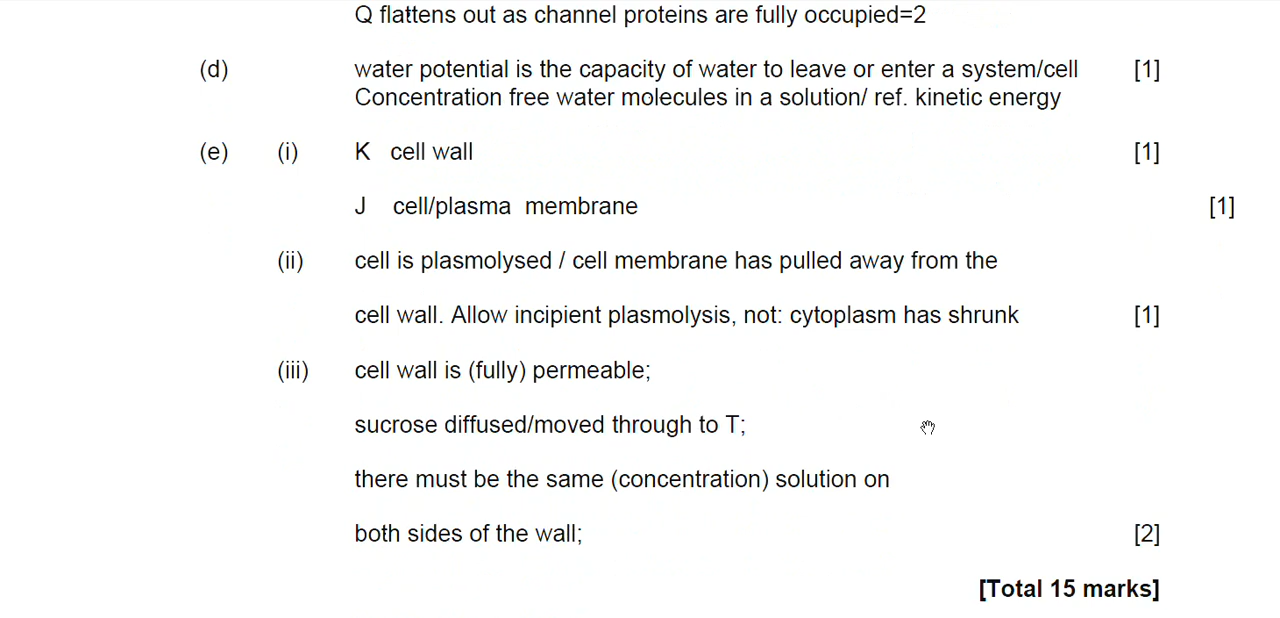 Q flattens out as channel proteins are fully occupied=2
(d) water potential is the capacity of water to leave or enter a system/cell [1]
Concentration free water molecules in a solution/ ref. kinetic energy
(e) (i) K cell wall [1]
J cell/plasma membrane [1]
(ii) cell is plasmolysed / cell membrane has pulled away from the
cell wall. Allow incipient plasmolysis, not: cytoplasm has shrunk [1]
(iii) cell wall is (fully) permeable;
sucrose diffused/moved through to T;
there must be the same (concentration) solution on
both sides of the wall; [2]
[Total 15 marks]